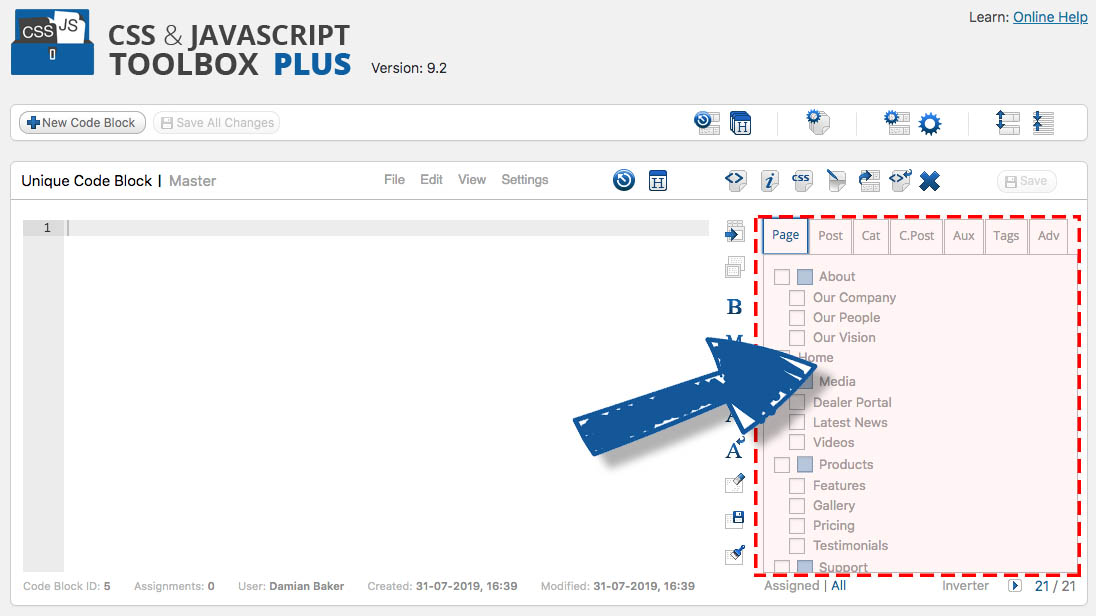 CSS JS
CSS & JAVASCRIPT
TOOLBOX PLUS Version: 9.2
Learn: Online Help
New Code Block Save All Changes
H
Unique Code Block | Master File Edit View Settings H <> i css <> Save
1
Page Post Cat C.Post Aux Tags Adv
About
Our Company
Our People
Our Vision
Home
Media
Dealer Portal
Latest News
Videos
Products
Features
Gallery
Pricing
Testimonials
Support
B
M
A
A
Code Block ID: 5 Assignments: 0 User: Damian Baker Created: 31-07-2019, 16:39 Modified: 31-07-2019, 16:39 Assigned | All Inverter 21 / 21